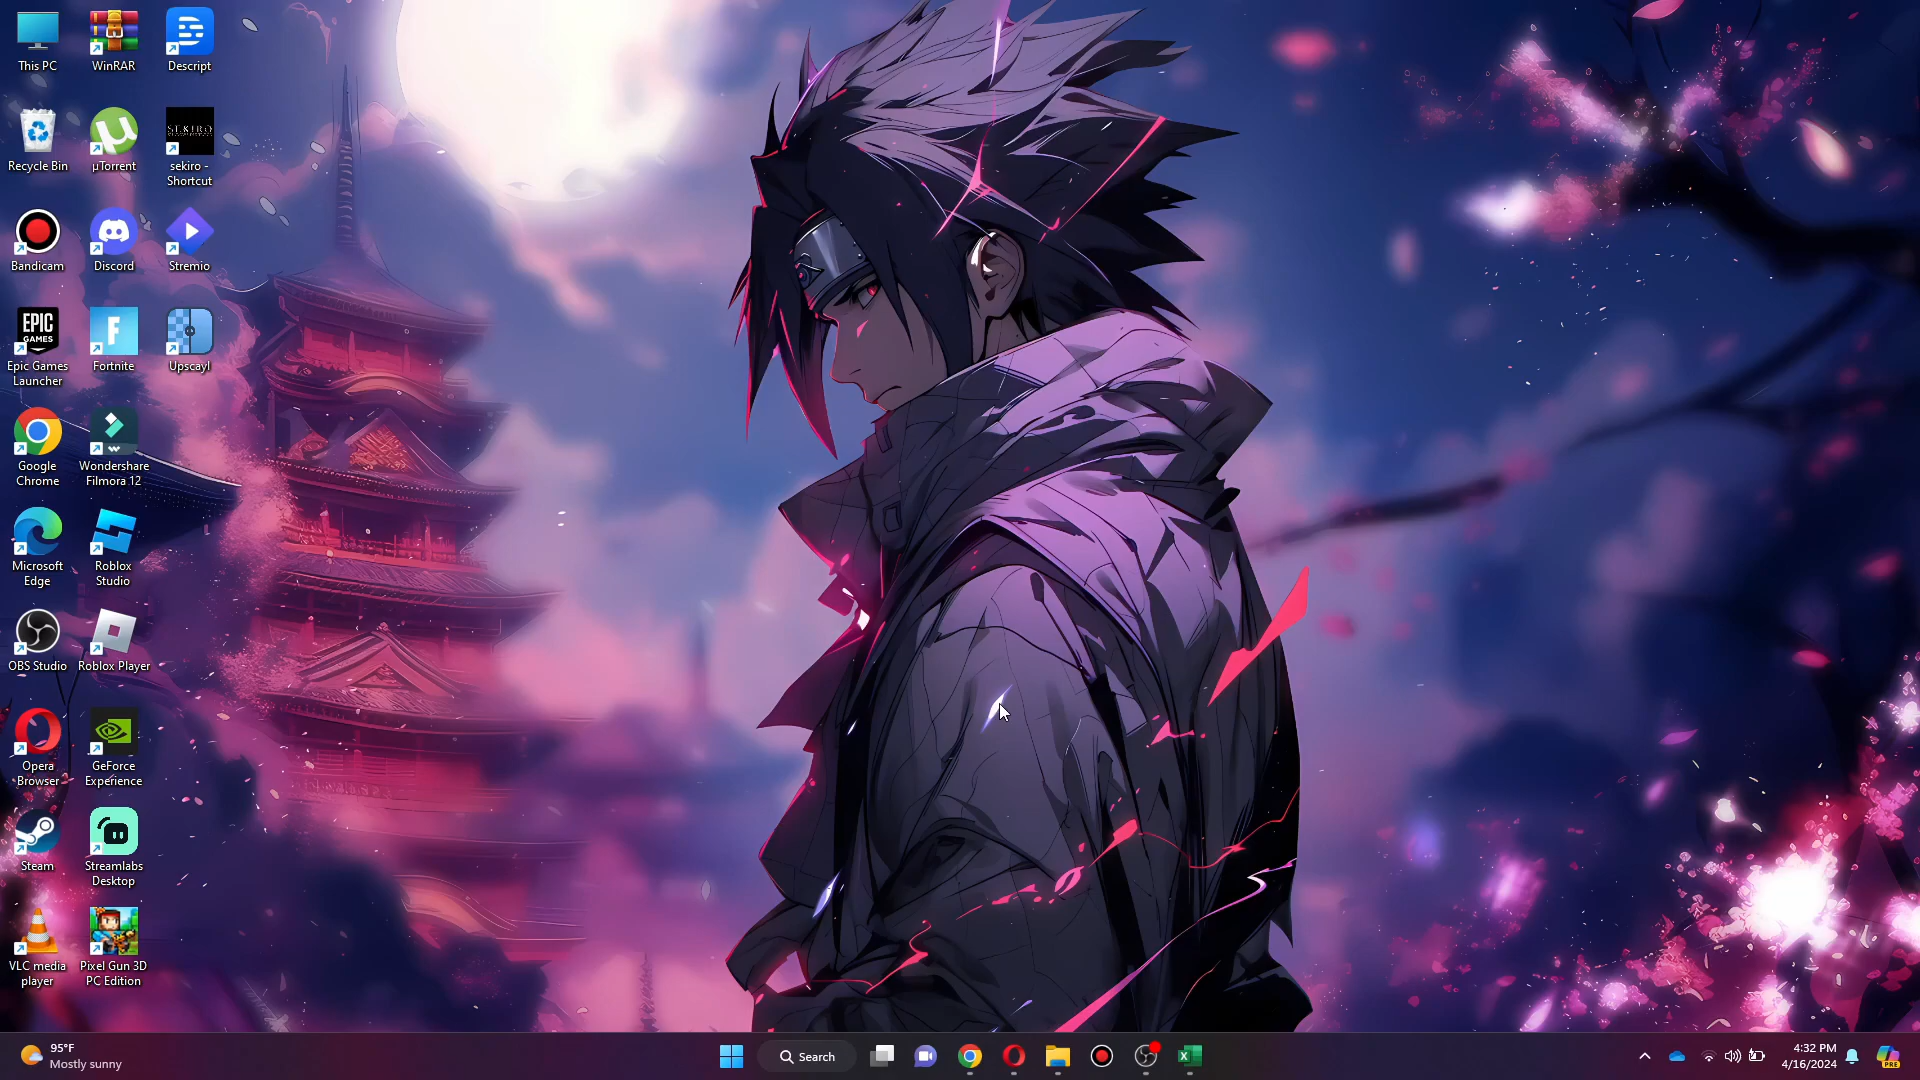 This PC
WinRAR
Descript
Recycle Bin
µTorrent
SEKIRO
sekiro -
Shortcut
Bandicam
Discord
Stremio
EPIC
GAMES
Epic Games
Launcher
F
Fortnite
Upscayl
Google
Chrome
Wondershare
Filmora 12
Microsoft
Edge
Roblox
Studio
OBS Studio
Roblox Player
Opera
Browser
GeForce
Experience
Steam
Streamlabs
Desktop
VLC media
player
Pixel Gun 3D
PC Edition
95°F
Mostly sunny
Search
4:32 PM
4/16/2024
PRE